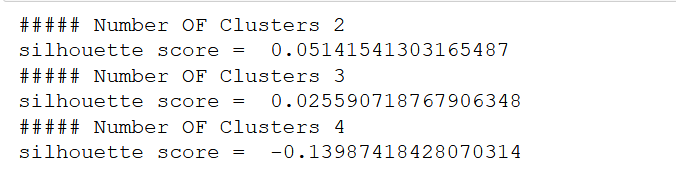 ##### Number OF Clusters 2
silhouette score =  0.05141541303165487
##### Number OF Clusters 3
silhouette score =  0.025590718767906348
##### Number OF Clusters 4
silhouette score =  -0.13987418428070314